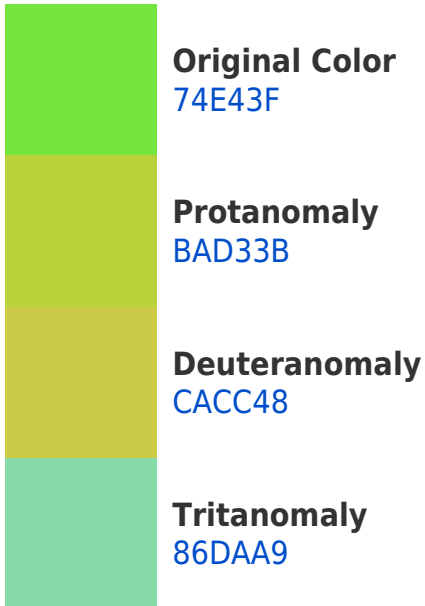 Original Color
74E43F
Protanomaly
BAD33B
Deuteranomaly
CACC48
Tritanomaly
86DAA9